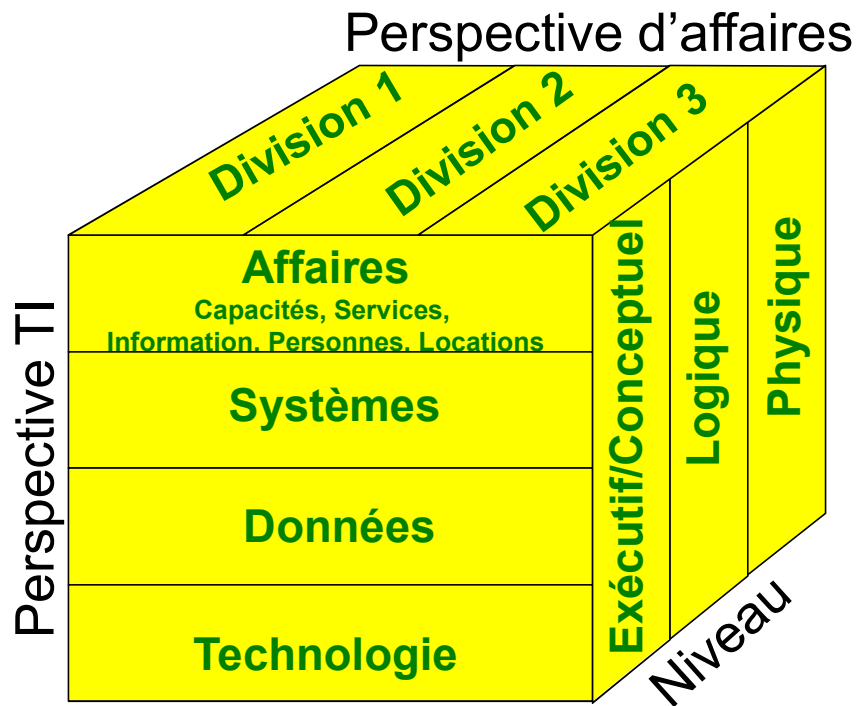 Perspective d’affaires
Division 1
Division 2
Division 3
Perspective TI
Affaires
Capacités, Services,
Information, Personnes, Locations
Systèmes
Données
Technologie
Exécutif/Conceptuel
Logique
Physique
Niveau